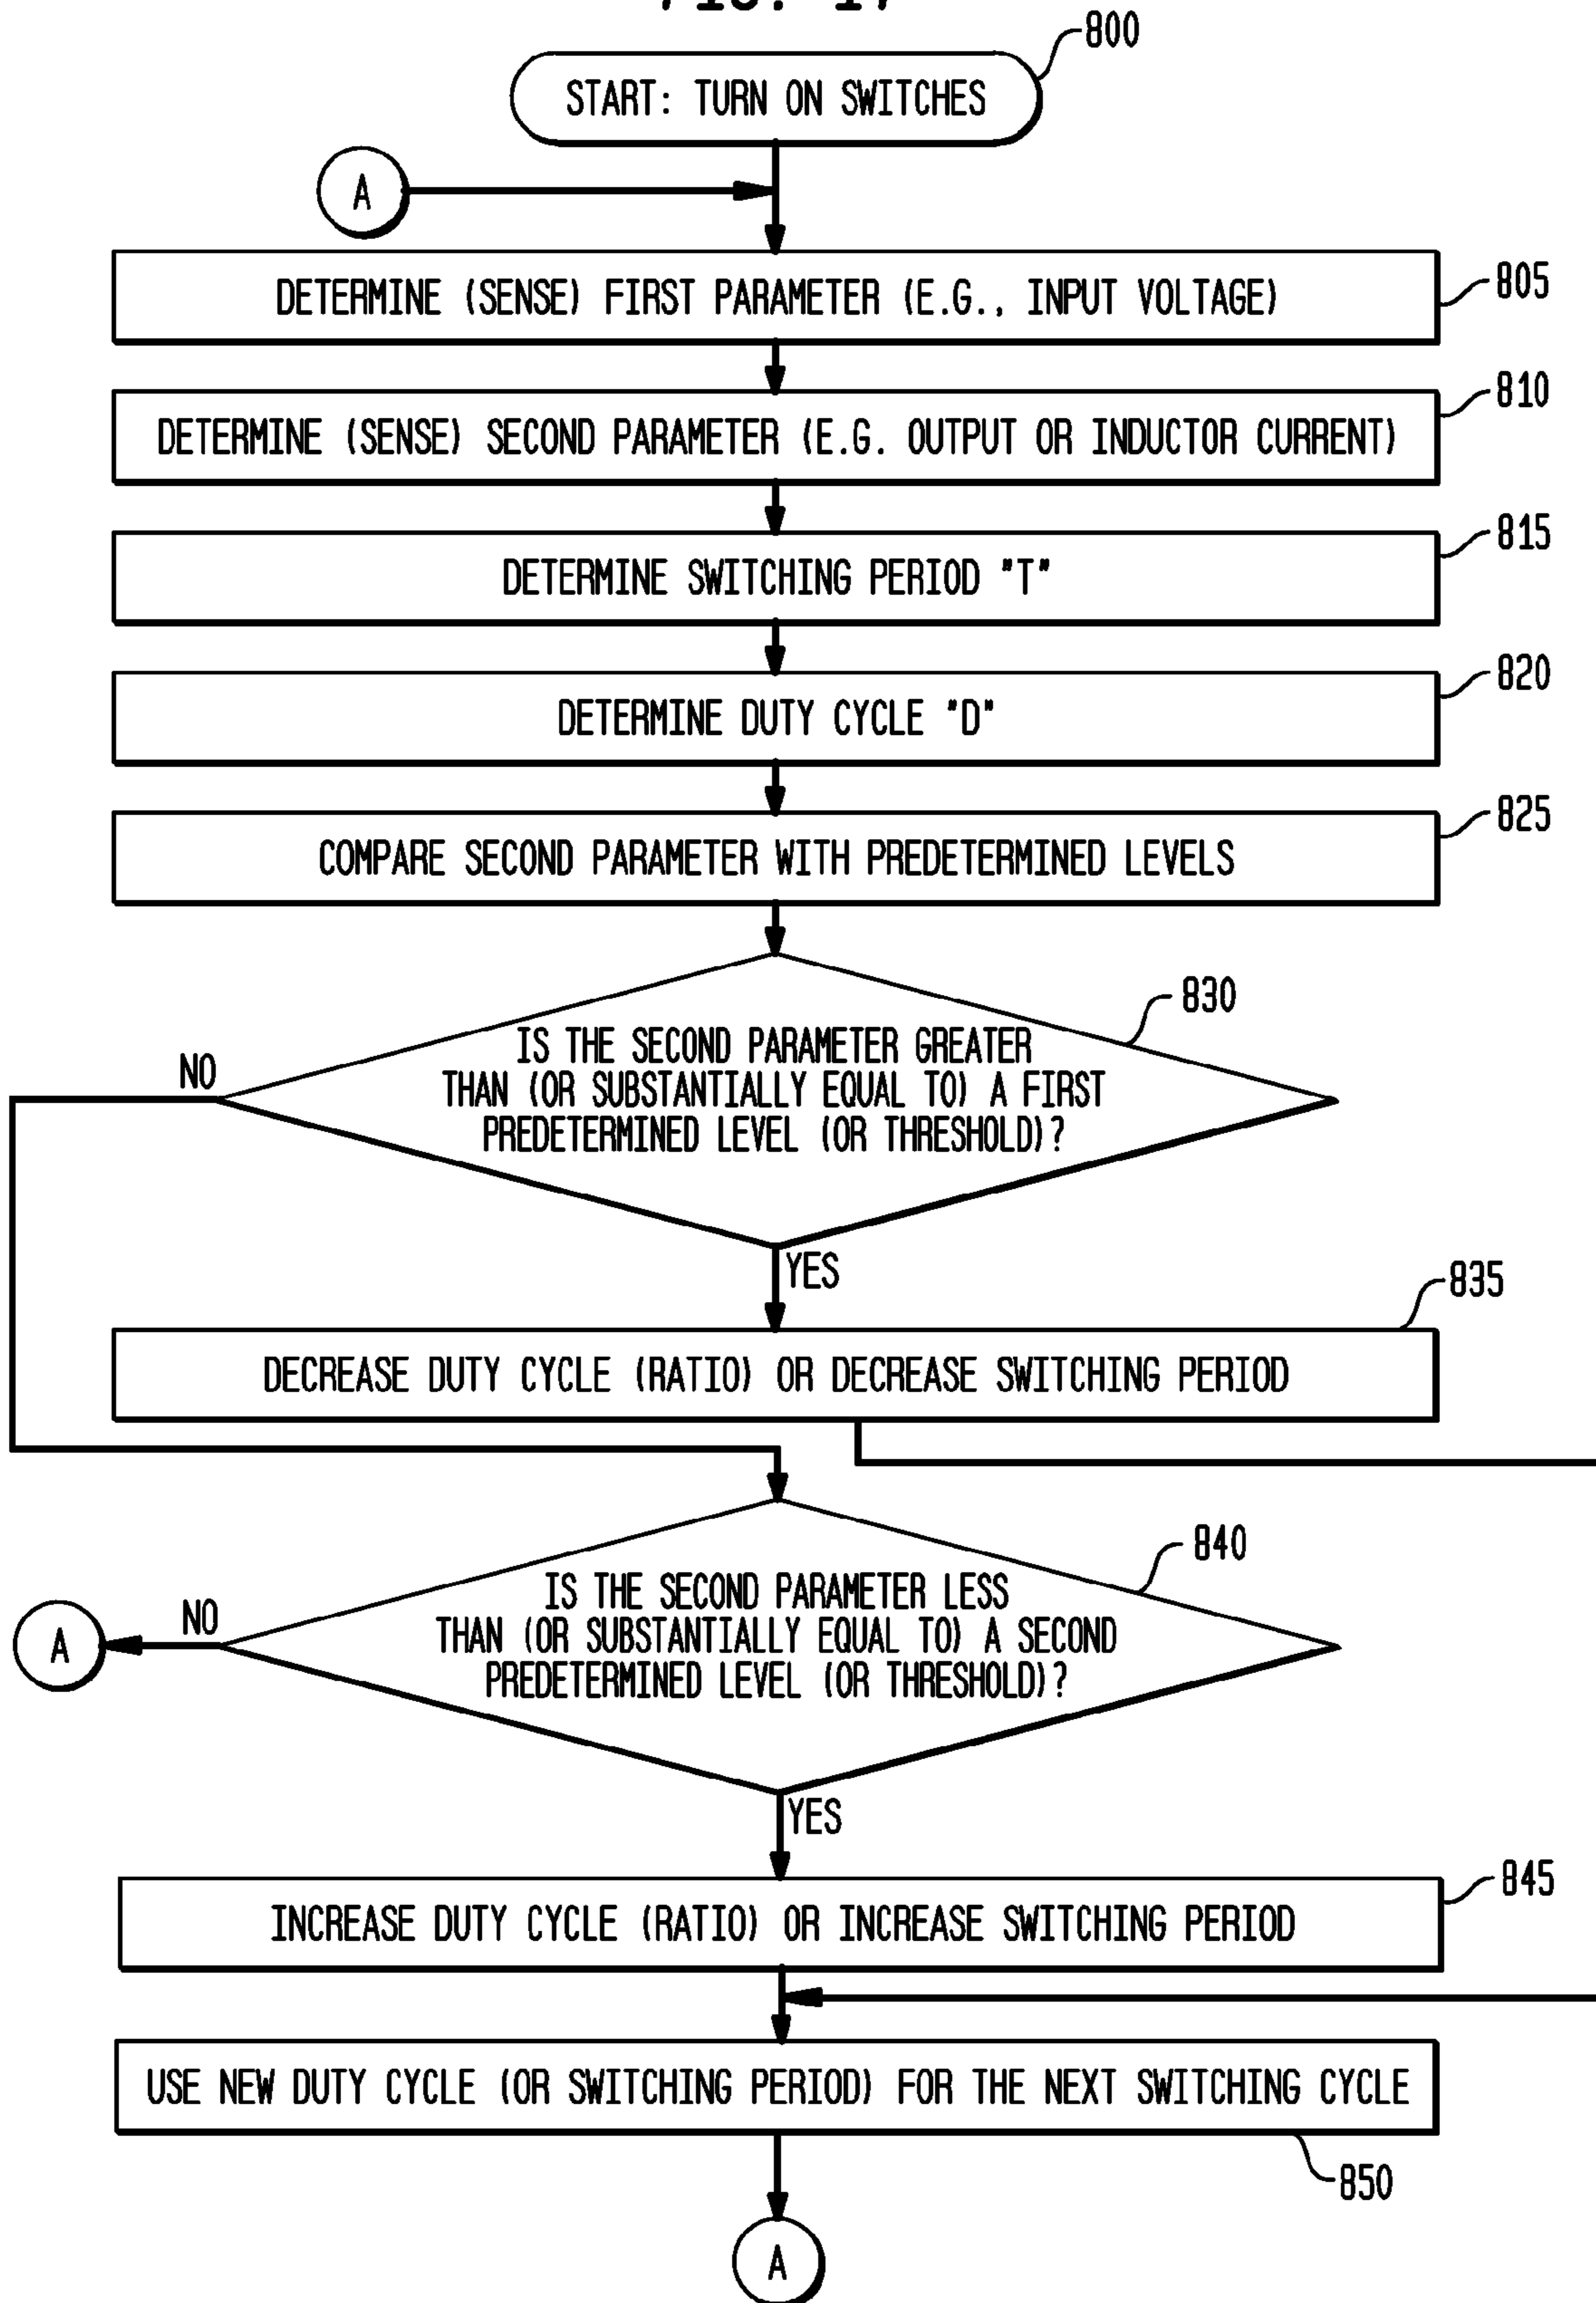 800
START: TURN ON SWITCHES
A
DETERMINE (SENSE) FIRST PARAMETER (E.G., INPUT VOLTAGE)
805
DETERMINE (SENSE) SECOND PARAMETER (E.G. OUTPUT OR INDUCTOR CURRENT)
810
DETERMINE SWITCHING PERIOD "T"
815
DETERMINE DUTY CYCLE "D"
820
COMPARE SECOND PARAMETER WITH PREDETERMINED LEVELS
825
830
IS THE SECOND PARAMETER GREATER
THAN (OR SUBSTANTIALLY EQUAL TO) A FIRST
PREDETERMINED LEVEL (OR THRESHOLD)?
NO
YES
835
DECREASE DUTY CYCLE (RATIO) OR DECREASE SWITCHING PERIOD
840
IS THE SECOND PARAMETER LESS
THAN (OR SUBSTANTIALLY EQUAL TO) A SECOND
PREDETERMINED LEVEL (OR THRESHOLD)?
NO
A
YES
845
INCREASE DUTY CYCLE (RATIO) OR INCREASE SWITCHING PERIOD
USE NEW DUTY CYCLE (OR SWITCHING PERIOD) FOR THE NEXT SWITCHING CYCLE
850
A